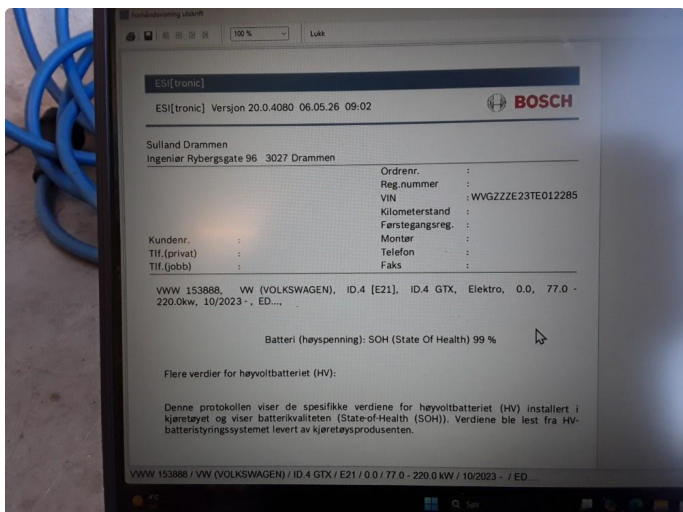 Forhåndsvisning utskrift
100 %
Lukk
ESI[tronic]
ESI[tronic] Versjon 20.0.4080 06.05.26 09:02
BOSCH
Sulland Drammen
Ingeniør Rybergsgate 96 3027 Drammen
Ordrenr. :
Reg.nummer :
VIN : WVGZZZE23TE012285
Kilometerstand :
Førstegangsreg. :
Kundenr. : Montør :
Tlf.(privat) : Telefon :
Tlf.(jobb) : Faks :
VWW 153888, VW (VOLKSWAGEN), ID.4 [E21], ID.4 GTX, Elektro, 0.0, 77.0 -
220.0kw, 10/2023 - , ED...,
Batteri (høyspenning): SOH (State Of Health) 99 %
Flere verdier for høyvoltbatteriet (HV):
Denne protokollen viser de spesifikke verdiene for høyvoltbatteriet (HV) installert i
kjøretøyet og viser batterikvaliteten (State-of-Health (SOH)). Verdiene ble lest fra HV-
batteristyringssystemet levert av kjøretøysprodusenten.
VWW 153888 / VW (VOLKSWAGEN) / ID.4 GTX / E21 / 0.0 / 77.0 - 220.0 kW / 10/2023 - / ED...
Søk